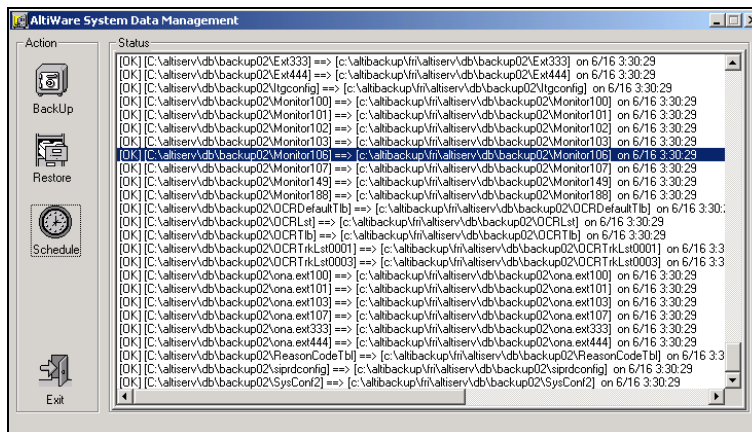 AltiWare System Data Management
Action
BackUp
Restore
Schedule
Exit
Status
[OK] [C:\altiserv\db\backup02\Ext333] ==> [c:\altibackup\fri\altiserv\db\backup02\Ext333] on 6/16 3:30:29
[OK] [C:\altiserv\db\backup02\Ext444] ==> [c:\altibackup\fri\altiserv\db\backup02\Ext444] on 6/16 3:30:29
[OK] [C:\altiserv\db\backup02\Itgconfig] ==> [c:\altibackup\fri\altiserv\db\backup02\Itgconfig] on 6/16 3:30:29
[OK] [C:\altiserv\db\backup02\Monitor100] ==> [c:\altibackup\fri\altiserv\db\backup02\Monitor100] on 6/16 3:30:29
[OK] [C:\altiserv\db\backup02\Monitor101] ==> [c:\altibackup\fri\altiserv\db\backup02\Monitor101] on 6/16 3:30:29
[OK] [C:\altiserv\db\backup02\Monitor102] ==> [c:\altibackup\fri\altiserv\db\backup02\Monitor102] on 6/16 3:30:29
[OK] [C:\altiserv\db\backup02\Monitor103] ==> [c:\altibackup\fri\altiserv\db\backup02\Monitor103] on 6/16 3:30:29
[OK] [C:\altiserv\db\backup02\Monitor106] ==> [c:\altibackup\fri\altiserv\db\backup02\Monitor106] on 6/16 3:30:29
[OK] [C:\altiserv\db\backup02\Monitor107] ==> [c:\altibackup\fri\altiserv\db\backup02\Monitor107] on 6/16 3:30:29
[OK] [C:\altiserv\db\backup02\Monitor149] ==> [c:\altibackup\fri\altiserv\db\backup02\Monitor149] on 6/16 3:30:29
[OK] [C:\altiserv\db\backup02\Monitor188] ==> [c:\altibackup\fri\altiserv\db\backup02\Monitor188] on 6/16 3:30:29
[OK] [C:\altiserv\db\backup02\OCRDefaultTlb] ==> [c:\altibackup\fri\altiserv\db\backup02\OCRDefaultTlb] on 6/16 3:30:
[OK] [C:\altiserv\db\backup02\OCRLst] ==> [c:\altibackup\fri\altiserv\db\backup02\OCRLst] on 6/16 3:30:29
[OK] [C:\altiserv\db\backup02\OCRTlb] ==> [c:\altibackup\fri\altiserv\db\backup02\OCRTlb] on 6/16 3:30:29
[OK] [C:\altiserv\db\backup02\OCRTrkLst0001] ==> [c:\altibackup\fri\altiserv\db\backup02\OCRTrkLst0001] on 6/16 3:3
[OK] [C:\altiserv\db\backup02\OCRTrkLst0003] ==> [c:\altibackup\fri\altiserv\db\backup02\OCRTrkLst0003] on 6/16 3:3
[OK] [C:\altiserv\db\backup02\ona.ext100] ==> [c:\altibackup\fri\altiserv\db\backup02\ona.ext100] on 6/16 3:30:29
[OK] [C:\altiserv\db\backup02\ona.ext101] ==> [c:\altibackup\fri\altiserv\db\backup02\ona.ext101] on 6/16 3:30:29
[OK] [C:\altiserv\db\backup02\ona.ext103] ==> [c:\altibackup\fri\altiserv\db\backup02\ona.ext103] on 6/16 3:30:29
[OK] [C:\altiserv\db\backup02\ona.ext107] ==> [c:\altibackup\fri\altiserv\db\backup02\ona.ext107] on 6/16 3:30:29
[OK] [C:\altiserv\db\backup02\ona.ext333] ==> [c:\altibackup\fri\altiserv\db\backup02\ona.ext333] on 6/16 3:30:29
[OK] [C:\altiserv\db\backup02\ona.ext444] ==> [c:\altibackup\fri\altiserv\db\backup02\ona.ext444] on 6/16 3:30:29
[OK] [C:\altiserv\db\backup02\ReasonCodeTbl] ==> [c:\altibackup\fri\altiserv\db\backup02\ReasonCodeTbl] on 6/16 3:3
[OK] [C:\altiserv\db\backup02\siprdconfig] ==> [c:\altibackup\fri\altiserv\db\backup02\siprdconfig] on 6/16 3:30:29
[OK] [C:\altiserv\db\backup02\SysConf2] ==> [c:\altibackup\fri\altiserv\db\backup02\SysConf2] on 6/16 3:30:29